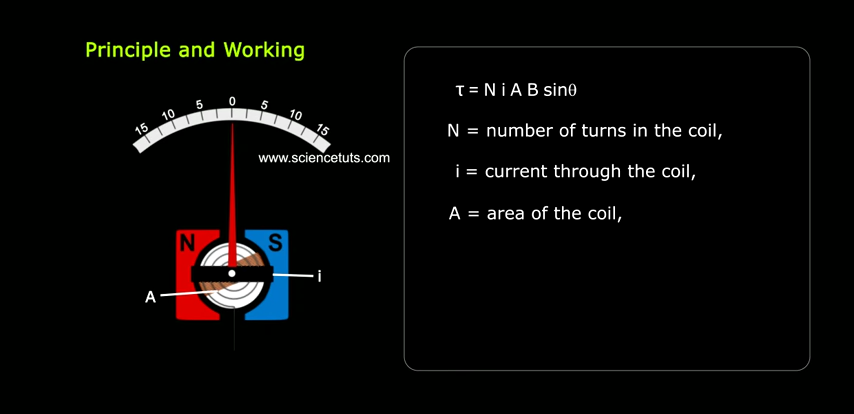 Principle and Working
15 10 5 0 5 10 15
www.sciencetuts.com
N S
i
A
τ = N i A B sinθ
N = number of turns in the coil,
i = current through the coil,
A = area of the coil,